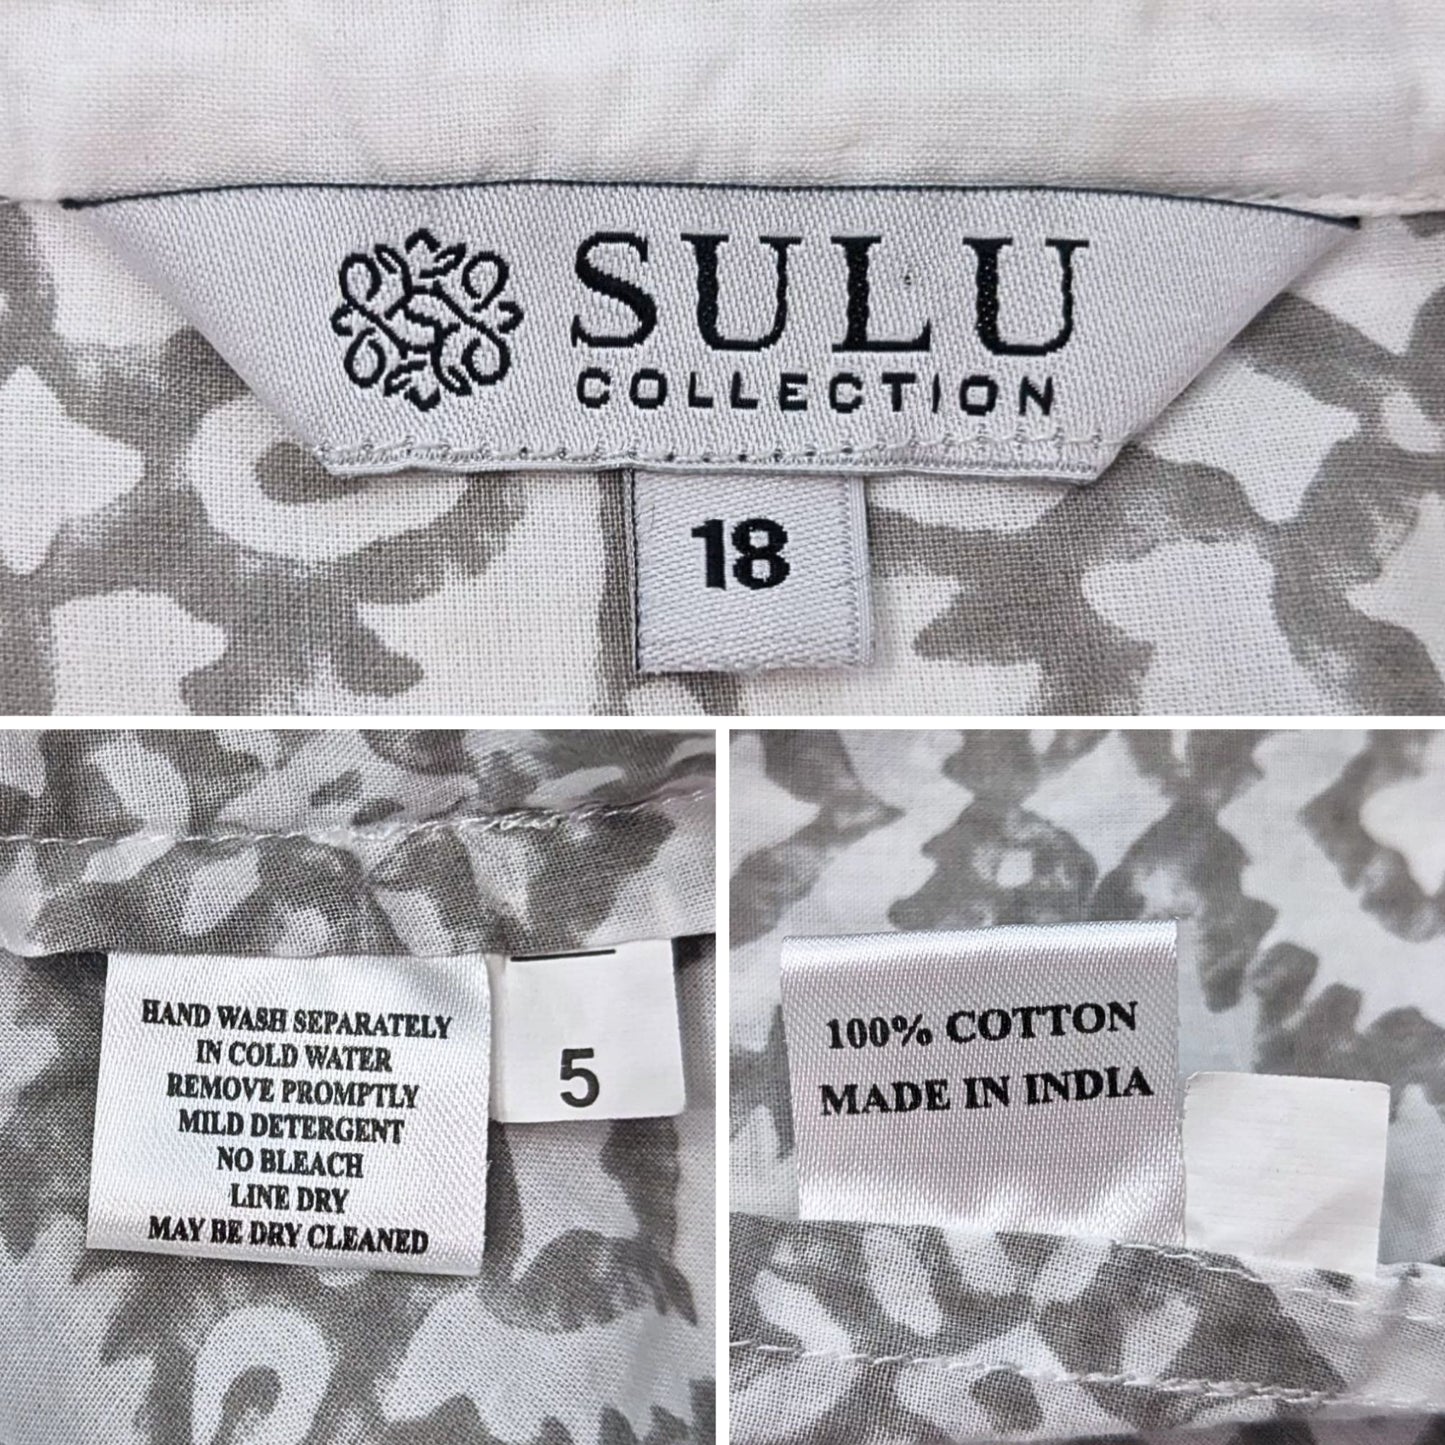 SULU
COLLECTION
18
HAND WASH SEPARATELY
IN COLD WATER
REMOVE PROMPTLY
MILD DETERGENT
NO BLEACH
LINE DRY
MAY BE DRY CLEANED
5
100% COTTON
MADE IN INDIA